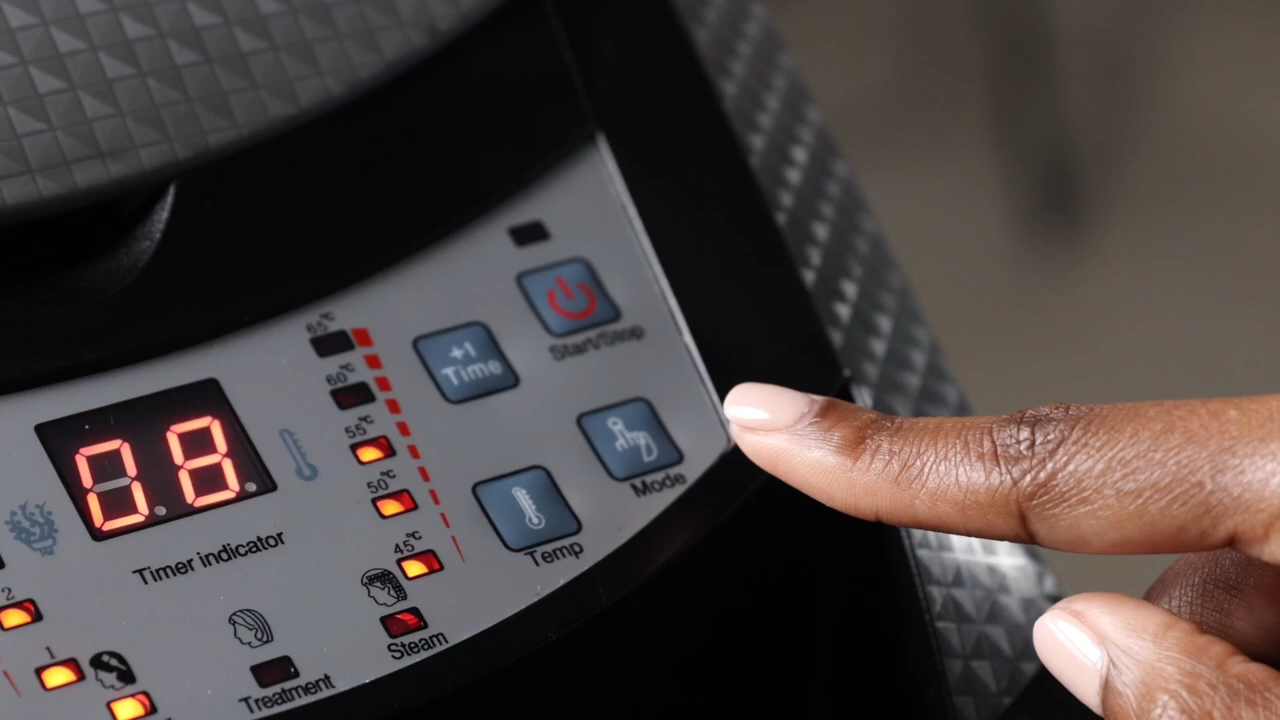 65℃
Start/Stop
+1
Time
60℃
55℃
08
50℃
Mode
Temp
45℃
Timer indicator
2
Steam
1
Treatment